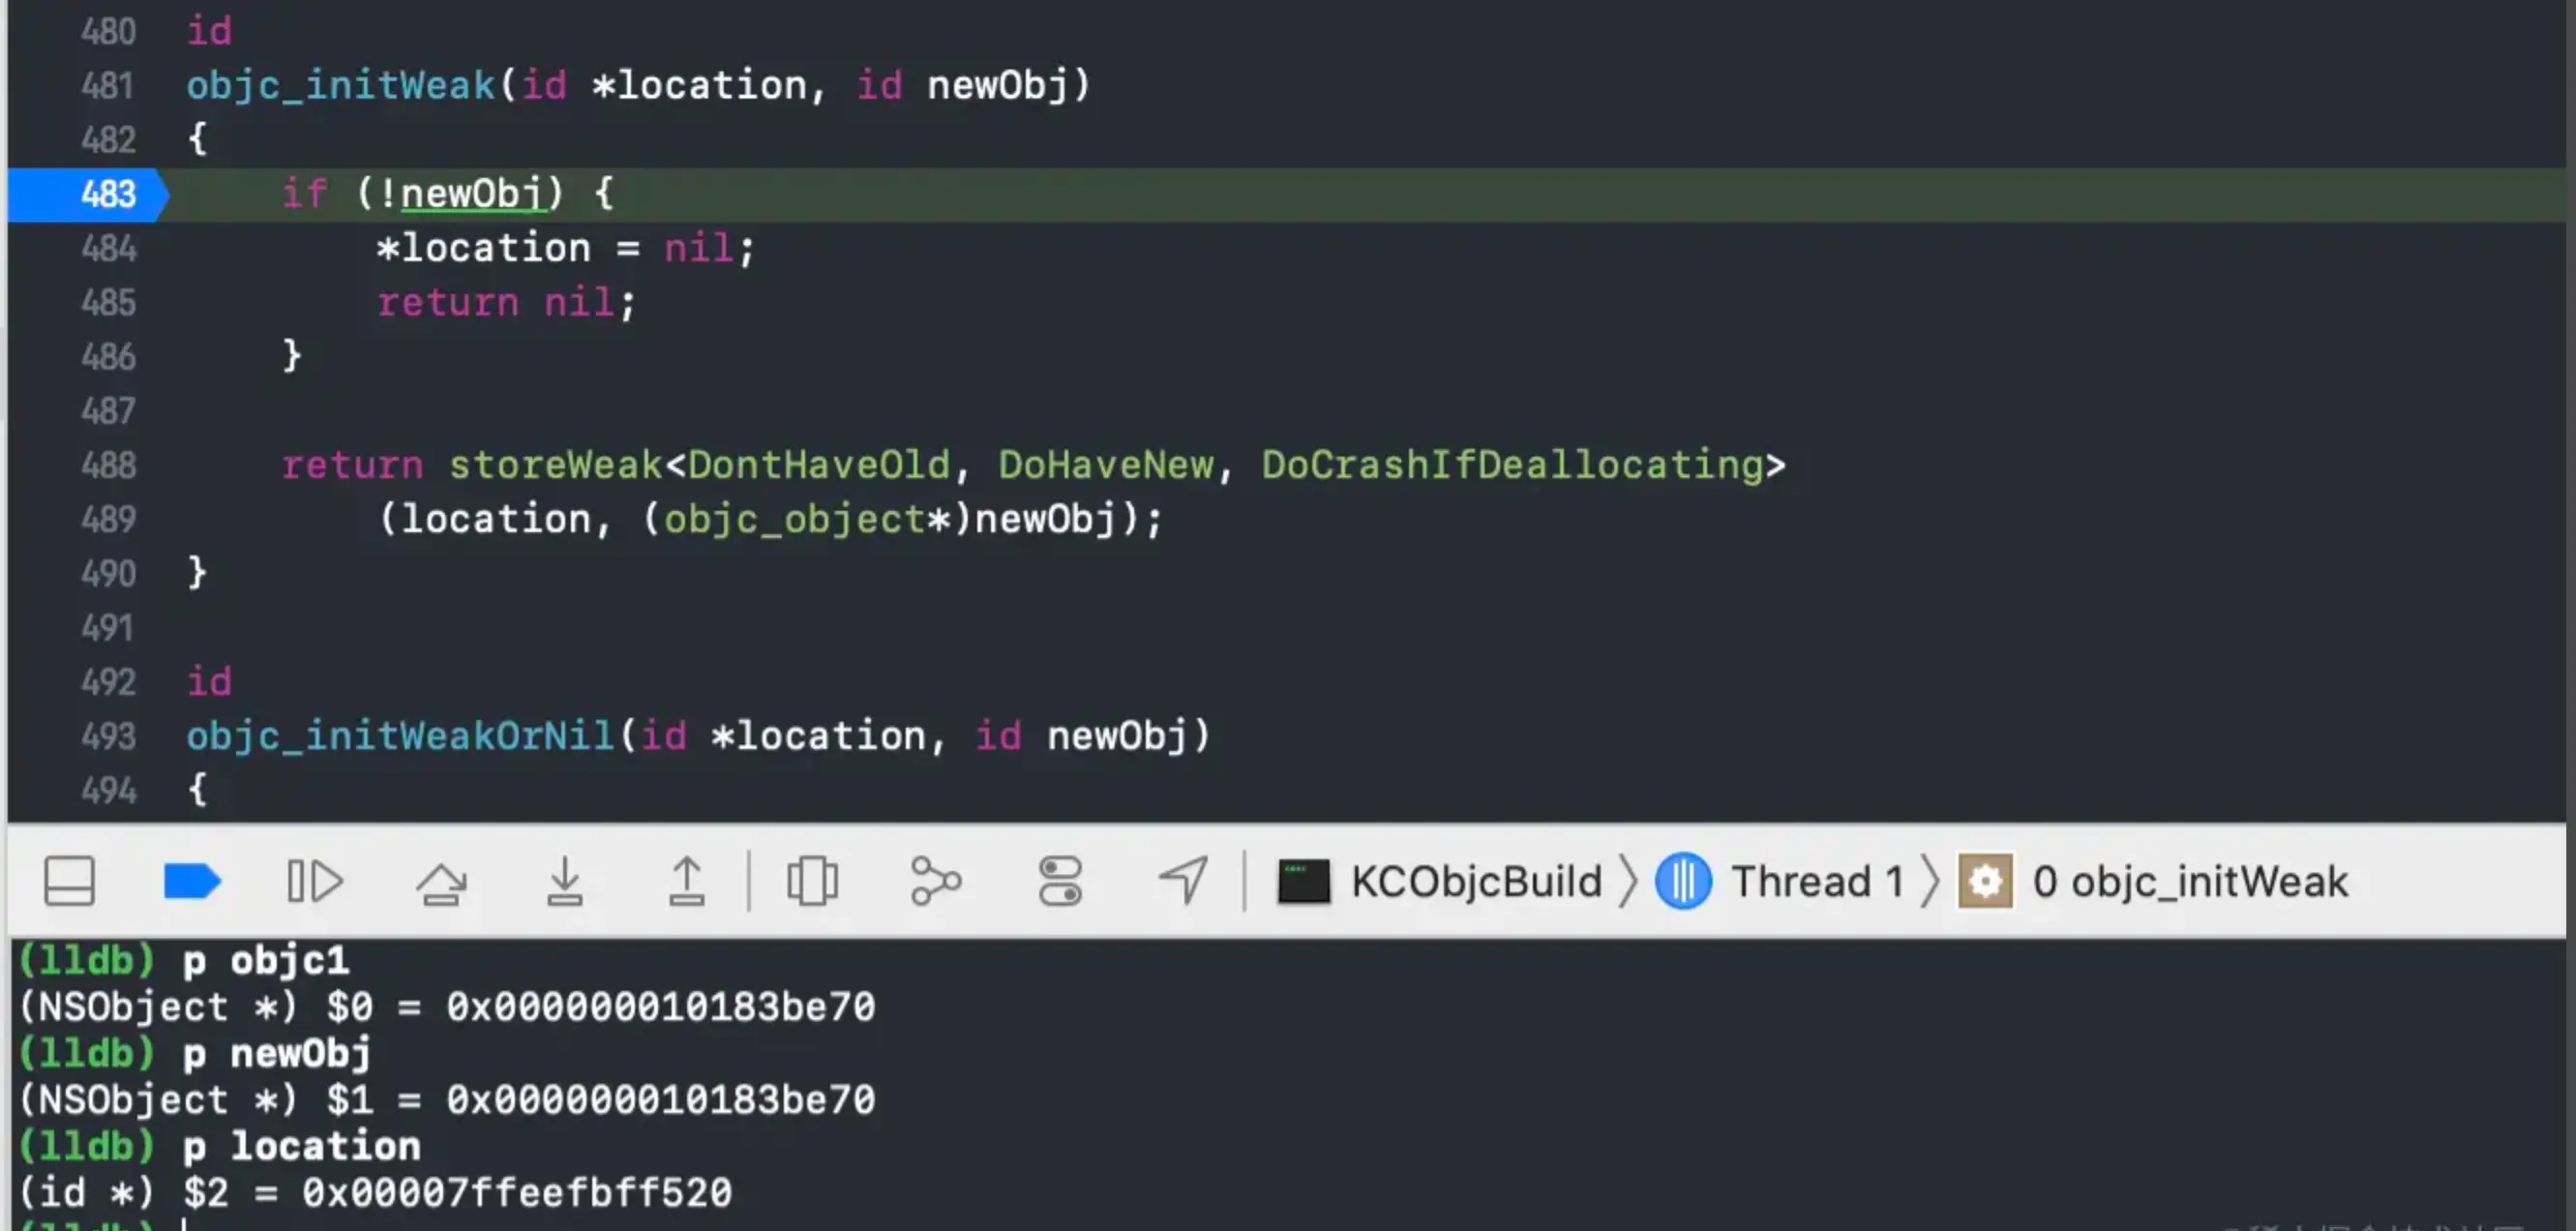 480 id
481 objc_initWeak(id *location, id newObj)
482 {
483     if (!newObj) {
484         *location = nil;
485         return nil;
486     }
487
488     return storeWeak<DontHaveOld, DoHaveNew, DoCrashIfDeallocating>
489         (location, (objc_object*)newObj);
490 }
491
492 id
493 objc_initWeakOrNil(id *location, id newObj)
494 {
KCObjcBuild 〉 Thread 1 〉 0 objc_initWeak
(lldb) p objc1
(NSObject *) $0 = 0x000000010183be70
(lldb) p newObj
(NSObject *) $1 = 0x000000010183be70
(lldb) p location
(id *) $2 = 0x00007ffeefbff520
(lldb)